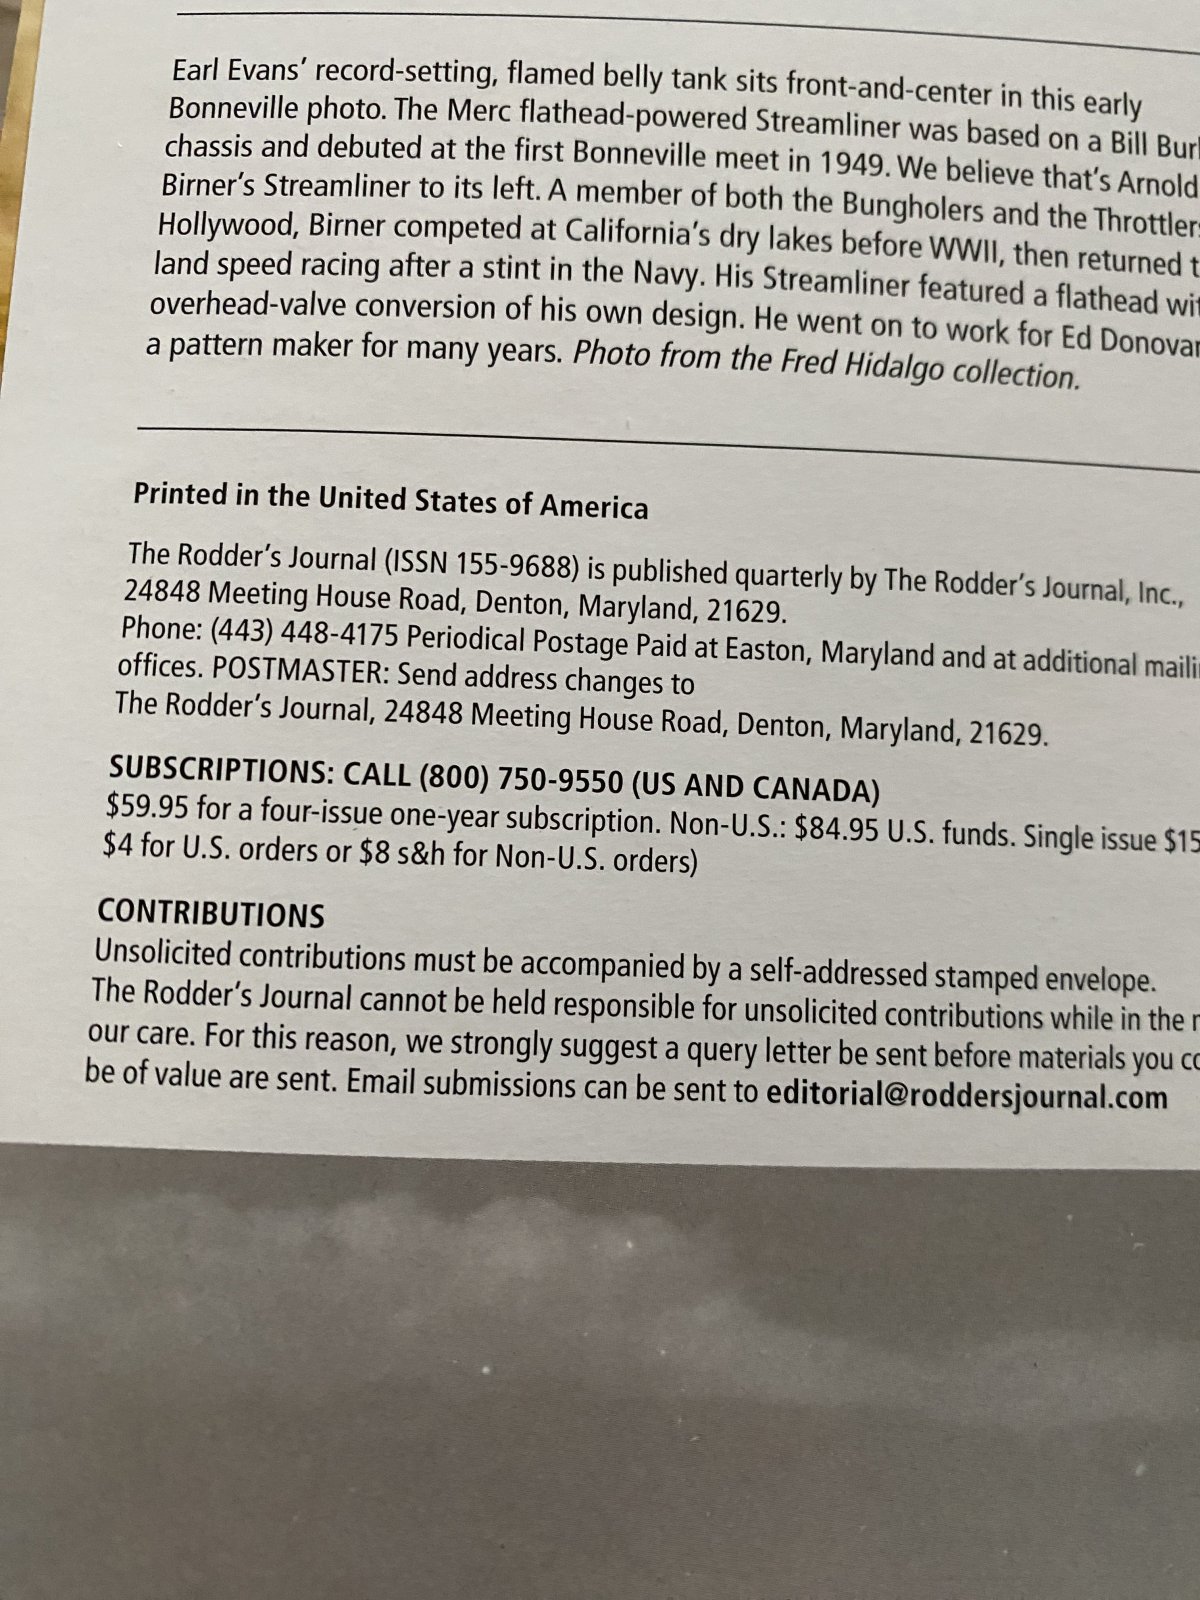 Earl Evans’ record-setting, flamed belly tank sits front-and-center in this early
Bonneville photo. The Merc flathead-powered Streamliner was based on a Bill
chassis and debuted at the first Bonneville meet in 1949. We believe that’s Arnold
Birner’s Streamliner to its left. A member of both the Bungholers and the Throttlers
Hollywood, Birner competed at California’s dry lakes before WWII, then returned
land speed racing after a stint in the Navy. His Streamliner featured a flathead
overhead-valve conversion of his own design. He went on to work for Ed Donovan
a pattern maker for many years. Photo from the Fred Hidalgo collection.
Printed in the United States of America
The Rodder’s Journal (ISSN 155-9688) is published quarterly by The Rodder’s Journal, Inc.,
24848 Meeting House Road, Denton, Maryland, 21629.
Phone: (443) 448-4175 Periodical Postage Paid at Easton, Maryland and at additional
offices. POSTMASTER: Send address changes to
The Rodder’s Journal, 24848 Meeting House Road, Denton, Maryland, 21629.
SUBSCRIPTIONS: CALL (800) 750-9550 (US AND CANADA)
$59.95 for a four-issue one-year subscription. Non-U.S.: $84.95 U.S. funds. Single issue $15
$4 for U.S. orders or $8 s&h for Non-U.S. orders)
CONTRIBUTIONS
Unsolicited contributions must be accompanied by a self-addressed stamped envelope.
The Rodder’s Journal cannot be held responsible for unsolicited contributions while in the
our care. For this reason, we strongly suggest a query letter be sent before materials you
be of value are sent. Email submissions can be sent to editorial@roddersjournal.com